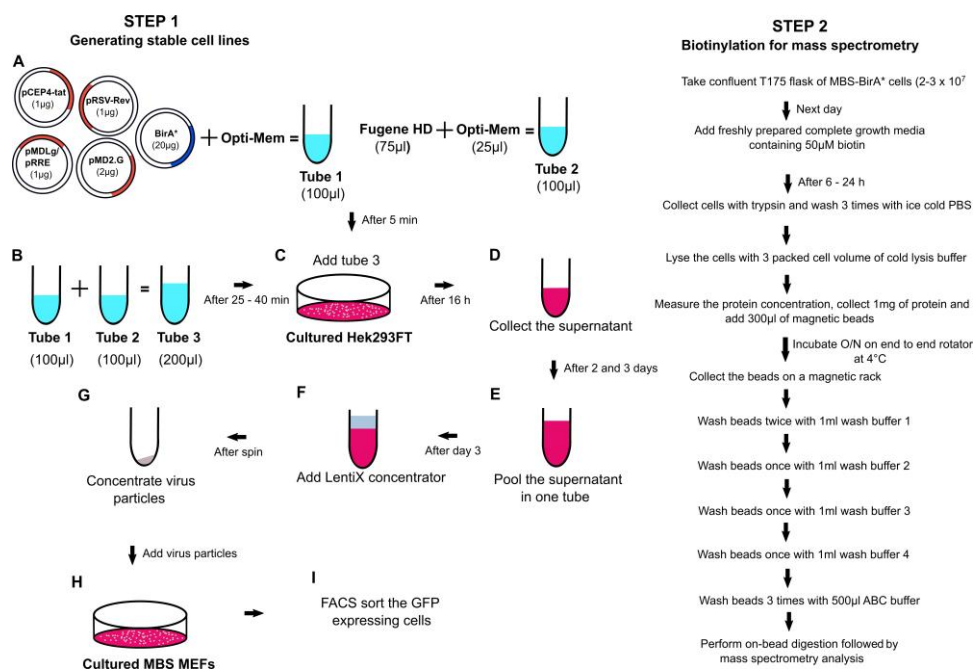 STEP 1
Generating stable cell lines
A
pCEP4-tat
(1µg)
pRSV-Rev
(1µg)
BirA*
(20µg)
pMDLg/
pRRE
(1µg)
pMD2.G
(2µg)
+ Opti-Mem =
Tube 1
(100µl)
Fugene HD + Opti-Mem =
(75µl) (25µl)
Tube 2
(100µl)
After 5 min
B
Tube 1 + Tube 2 = Tube 3
(100µl) (100µl) (200µl)
After 25 - 40 min
C
Add tube 3
Cultured Hek293FT
After 16 h
D
Collect the supernatant
After 2 and 3 days
E
Pool the supernatant
in one tube
After day 3
F
Add LentiX concentrator
After spin
G
Concentrate virus
particles
Add virus particles
H
Cultured MBS MEFs
I
FACS sort the GFP
expressing cells
STEP 2
Biotinylation for mass spectrometry
Take confluent T175 flask of MBS-BirA* cells (2-3 x 10⁷
Next day
Add freshly prepared complete growth media
containing 50µM biotin
After 6 - 24 h
Collect cells with trypsin and wash 3 times with ice cold PBS
Lyse the cells with 3 packed cell volume of cold lysis buffer
Measure the protein concentration, collect 1mg of protein and
add 300µl of magnetic beads
Incubate O/N on end to end rotator
at 4°C
Collect the beads on a magnetic rack
Wash beads twice with 1ml wash buffer 1
Wash beads once with 1ml wash buffer 2
Wash beads once with 1ml wash buffer 3
Wash beads once with 1ml wash buffer 4
Wash beads 3 times with 500µl ABC buffer
Perform on-bead digestion followed by
mass spectrometry analysis